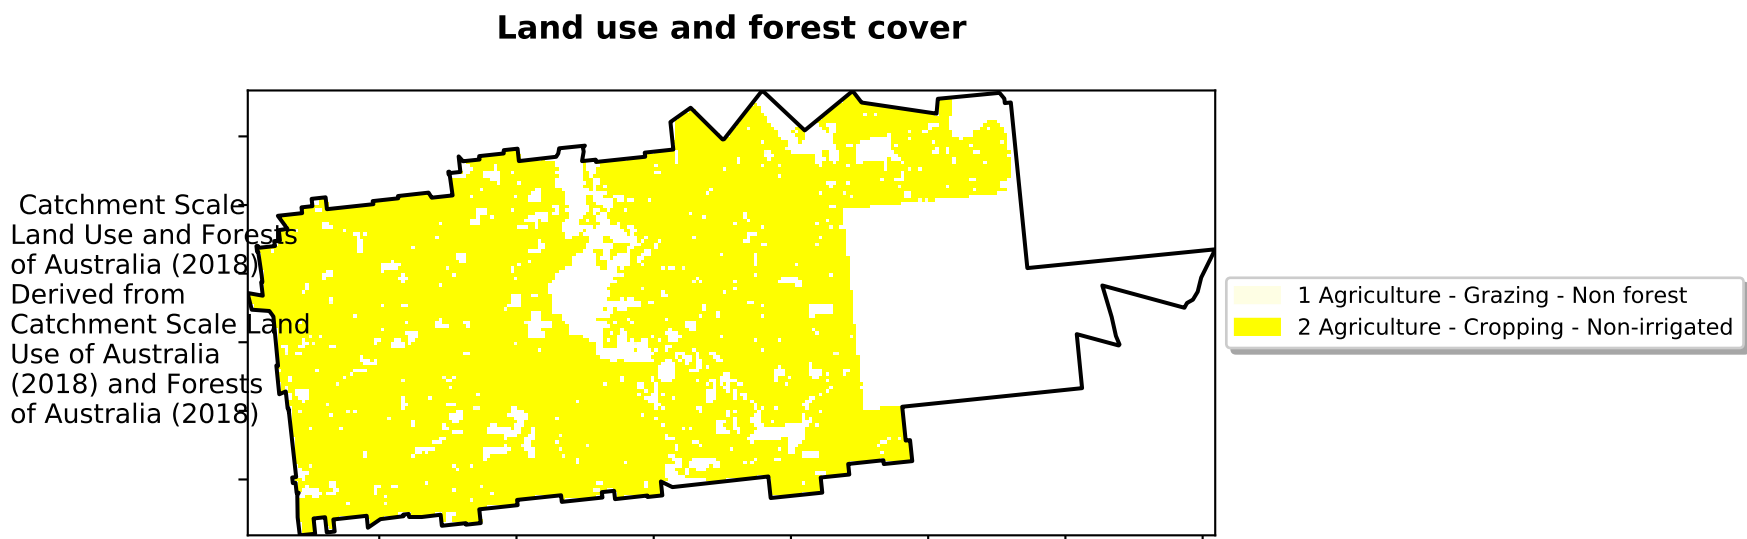 Land use and forest cover
Catchment Scale
Land Use and Forests
of Australia (2018)
Derived from
Catchment Scale Land
Use of Australia
(2018) and Forests
of Australia (2018)
1 Agriculture - Grazing - Non forest
2 Agriculture - Cropping - Non-irrigated